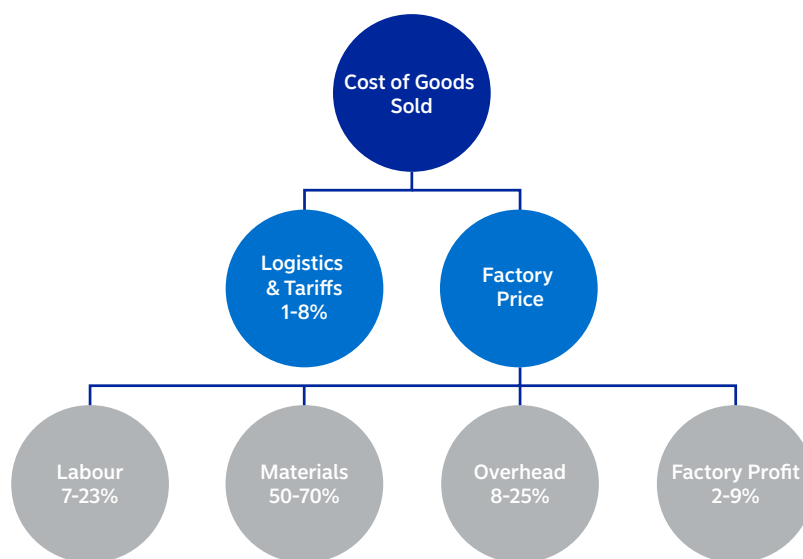 Cost of Goods
Sold
Logistics
& Tariffs
1-8%
Factory
Price
Labour
7-23%
Materials
50-70%
Overhead
8-25%
Factory Profit
2-9%